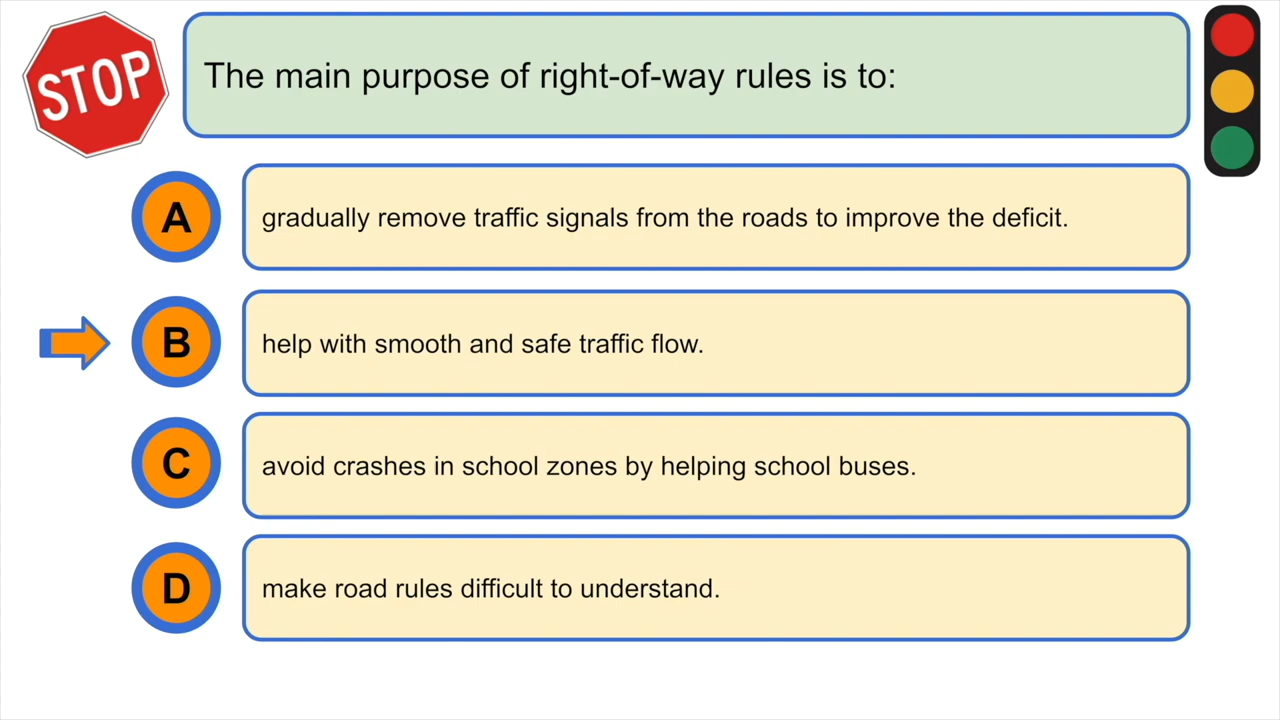 STOP
The main purpose of right-of-way rules is to:
A
gradually remove traffic signals from the roads to improve the deficit.
B
help with smooth and safe traffic flow.
C
avoid crashes in school zones by helping school buses.
D
make road rules difficult to understand.